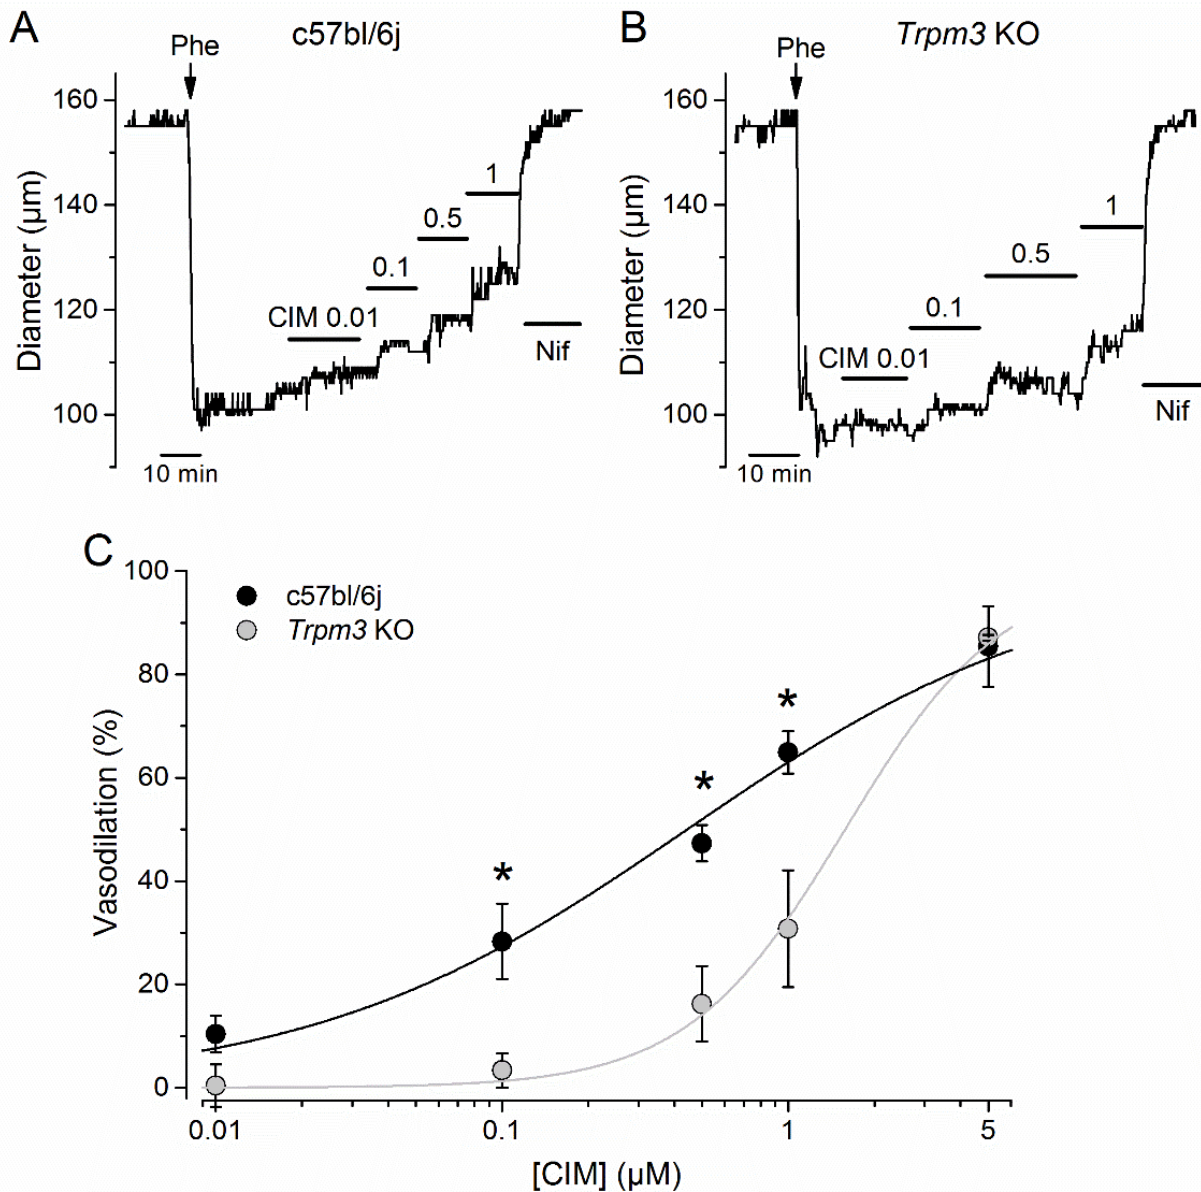 A
c57bl/6j
Phe
160
140
120
100
Diameter (µm)
CIM 0.01
0.1
0.5
1
Nif
10 min
B
Trpm3 KO
Phe
160
140
120
100
Diameter (µm)
CIM 0.01
0.1
0.5
1
Nif
10 min
C
100
80
60
40
20
0
Vasodilation (%)
c57bl/6j
Trpm3 KO
*
*
*
0.01
0.1
1
5
[CIM] (µM)